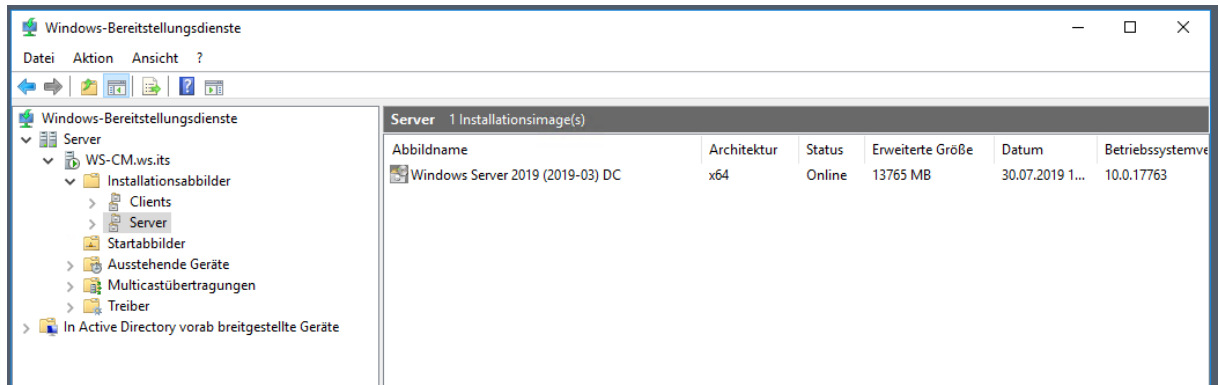 Windows-Bereitstellungsdienste
Datei Aktion Ansicht ?
Windows-Bereitstellungsdienste
Server
WS-CM.ws.its
Installationsabbilder
Clients
Server
Startabbilder
Ausstehende Geräte
Multicastübertragungen
Treiber
In Active Directory vorab breitgestellte Geräte
Server 1 Installationsimage(s)
Abbildname Architektur Status Erweiterte Größe Datum Betriebssystemve
Windows Server 2019 (2019-03) DC x64 Online 13765 MB 30.07.2019 1... 10.0.17763